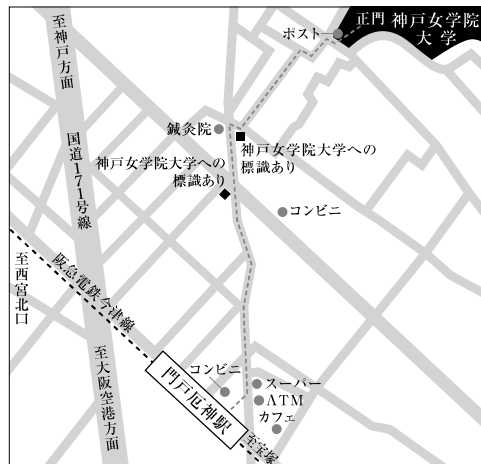 正門
神戸女学院
大学
ポスト
至神戸方面
鍼灸院
神戸女学院大学への
標識あり
神戸女学院大学への
標識あり
国道171号線
コンビニ
至西宮北口
阪急電鉄今津線
至大阪空港方面
コンビニ
門戸厄神駅
スーパー
ATM
カフェ
至宝塚